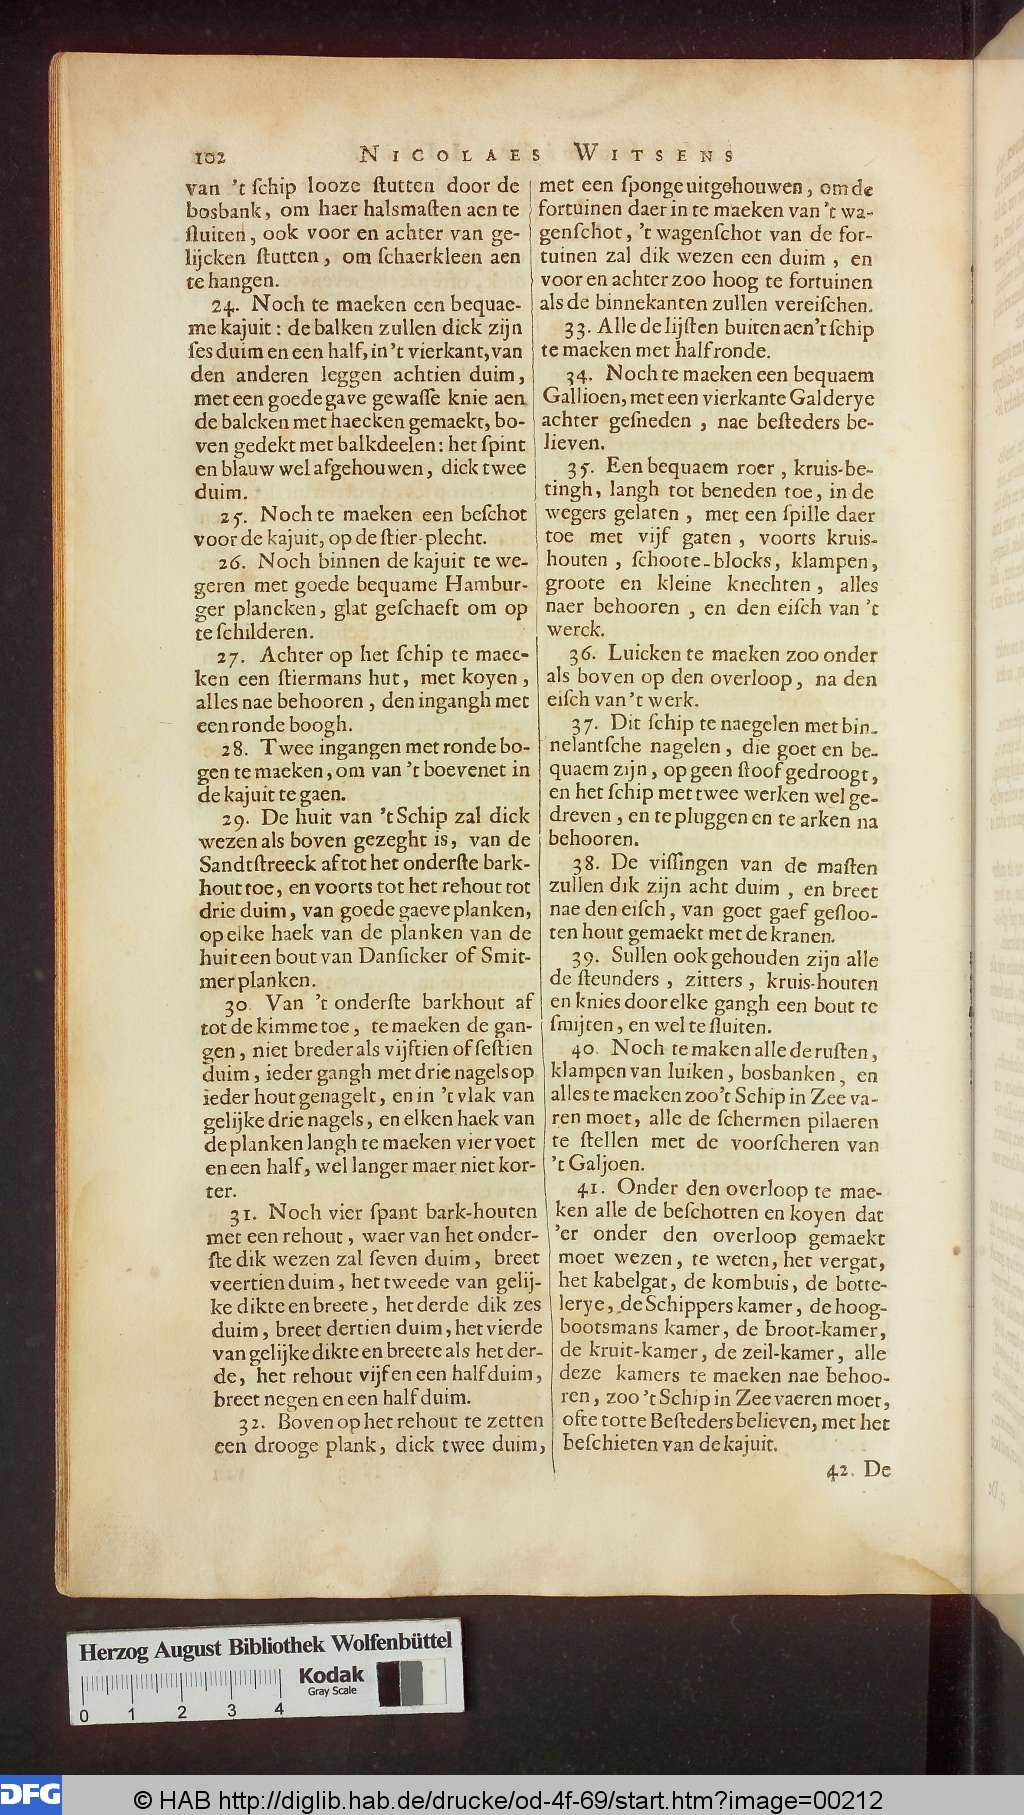 102 NICOLAES WITSENS
van 't ſchip looze ſtutten door de
bosbank, om haer halsmaſten aen te
ſluiten, ook voor en achter van ge-
lijcken ſtutten, om ſchaerkleen aen
te hangen.
24. Noch te maeken een bequae-
me kajuit: de balken zullen dick zijn
ſes duim en een half, in 't vierkant, van
den anderen leggen achtien duim,
met een goede gave gewaſſe knie aen
de balcken met haecken gemaekt, bo-
ven gedekt met balkdeelen: het ſpint
en blauw wel afgehouwen, dick twee
duim.
25. Noch te maeken een beſchot
voor de kajuit, op de ſtier-plecht.
26. Noch binnen de kajuit te we-
geren met goede bequame Hambur-
ger plancken, glat geſchaeft om op
te ſchilderen.
27. Achter op het ſchip te maec-
ken een ſtiermans hut, met koyen,
alles nae behooren, den ingangh met
een ronde boogh.
28. Twee ingangen met ronde bo-
gen te maeken, om van 't boevenet in
de kajuit te gaen.
29. De huit van 't Schip zal dick
wezen als boven gezeght is, van de
Sandtſtreeck af tot het onderſte bark-
hout toe, en voorts tot het rehout tot
drie duim, van goede gaeve planken,
op elke haek van de planken van de
huit een bout van Danſicker of Smit-
mer planken.
30. Van 't onderſte barkhout af
tot de kimme toe, te maeken de gan-
gen, niet breder als vijftien of ſeſtien
duim, ieder gangh met drie nagels op
ieder hout genagelt, en in 't vlak van
gelijke drie nagels, en elken haek van
de planken langh te maeken vier voet
en een half, wel langer maer niet kor-
ter.
31. Noch vier ſpant bark-houten
met een rehout, waer van het onder-
ſte dik wezen zal ſeven duim, breet
veertien duim, het tweede van gelij-
ke dikte en breete, het derde dik zes
duim, breet dertien duim, het vierde
van gelijke dikte en breete als het der-
de, het rehout vijf en een half duim,
breet negen en een half duim.
32. Boven op het rehout te zetten
een drooge plank, dick twee duim,
met een ſponge uitgehouwen, om de
fortuinen daer in te maeken van 't wa-
genſchot, 't wagenſchot van de for-
tuinen zal dik wezen een duim, en
voor en achter zoo hoog te fortuinen
als de binnekanten zullen vereiſchen.
33. Alle de lijſten buiten aen 't ſchip
te maeken met half ronde.
34. Noch te maeken een bequaem
Gallioen, met een vierkante Galderye
achter geſneden, nae beſteders be-
lieven.
35. Een bequaem roer, kruis-be-
tingh, langh tot beneden toe, in de
wegers gelaten, met een ſpille daer
toe met vijf gaten, voorts kruis-
houten, ſchoote-blocks, klampen,
groote en kleine knechten, alles
naer behooren, en den eiſch van 't
werck.
36. Luicken te maeken zoo onder
als boven op den overloop, na den
eiſch van 't werk.
37. Dit ſchip te naegelen met bin-
nelantſche nagelen, die goet en be-
quaem zijn, op geen ſtoof gedroogt,
en het ſchip met twee werken wel ge-
dreven, en te pluggen en te arken na
behooren.
38. De viſſingen van de maſten
zullen dik zijn acht duim, en breet
nae den eiſch, van goet gaef geſloo-
ten hout gemaekt met de kranen.
39. Sullen ook gehouden zijn alle
de ſteunders, zitters, kruis-houten
en knies door elke gangh een bout te
ſmijten, en wel te ſluiten.
40. Noch te maken alle de ruſten,
klampen van luiken, bosbanken, en
alles te maeken zoo 't Schip in Zee va-
ren moet, alle de ſchermen pilaeren
te ſtellen met de voorſcheren van
't Galjoen.
41. Onder den overloop te mae-
ken alle de beſchotten en koyen dat
'er onder den overloop gemaekt
moet wezen, te weten, het vergat,
het kabelgat, de kombuis, de botte-
lerye, de Schippers kamer, de hoog-
bootsmans kamer, de broot-kamer,
de kruit-kamer, de zeil-kamer, alle
deze kamers te maeken nae behoo-
ren, zoo 't Schip in Zee vaeren moet,
ofte totte Beſteders believen, met het
beſchieten van de kajuit.
42. De
Herzog August Bibliothek Wolfenbüttel
Kodak
Gray Scale
0 1 2 3 4
DFG © HAB http://diglib.hab.de/drucke/od-4f-69/start.htm?image=00212